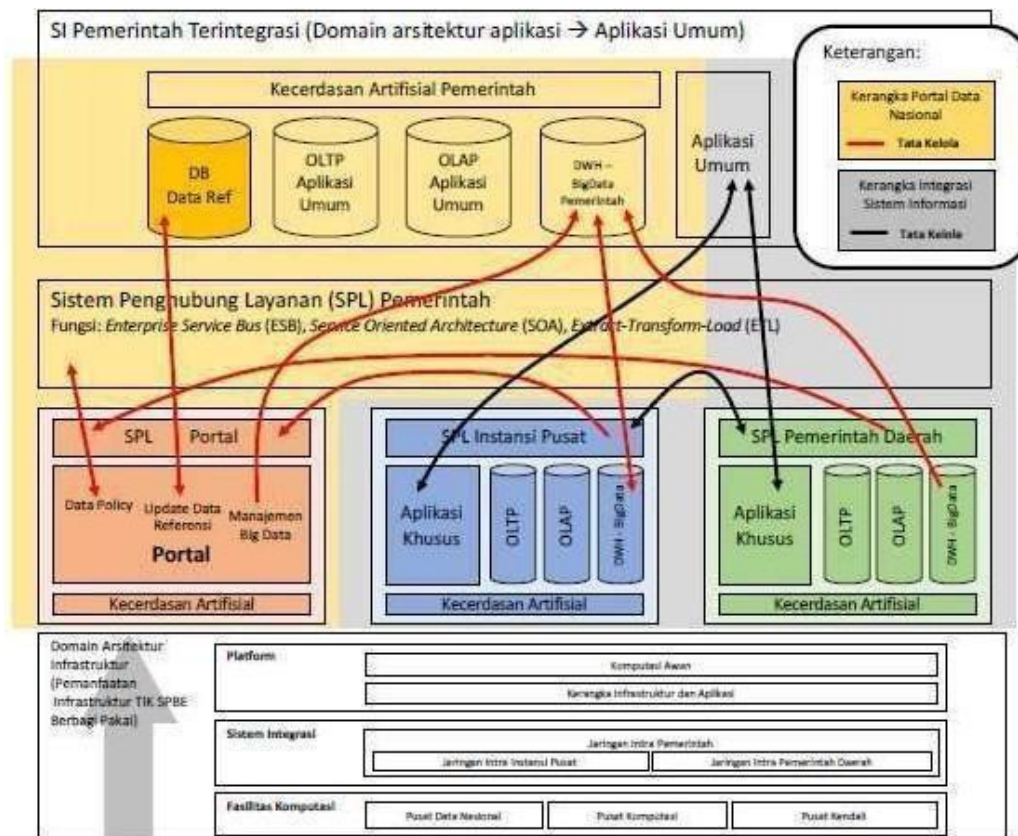 SI Pemerintah Terintegrasi (Domain arsitektur aplikasi → Aplikasi Umum)
Keterangan:
Kerangka Portal Data
Nasional
Tata Kelola
Kerangka Integrasi
Sistem Informasi
Tata Kelola
Kecerdasan Artifisial Pemerintah
DB
Data Ref
OLTP
Aplikasi
Umum
OLAP
Aplikasi
Umum
DWH –
BigData
Pemerintah
Aplikasi
Umum
Sistem Penghubung Layanan (SPL) Pemerintah
Fungsi: Enterprise Service Bus (ESB), Service Oriented Architecture (SOA), Extract-Transform-Load (ETL)
SPL Portal
Data Policy
Update Data
Referensi
Manajemen
Big Data
Portal
Kecerdasan Artifisial
SPL Instansi Pusat
Aplikasi
Khusus
OLTP
OLAP
DWH - BigData
Kecerdasan Artifisial
SPL Pemerintah Daerah
Aplikasi
Khusus
OLTP
OLAP
DWH - BigData
Kecerdasan Artifisial
Domain Arsitektur
Infrastruktur
(Pemanfaatan
Infrastruktur TIK SPBE
Berbagi Pakai)
Platform
Komputasi Awan
Kerangka Infrastruktur dan Aplikasi
Sistem Integrasi
Jaringan Intra Pemerintah
Jaringan Intra Instansi Pusat
Jaringan Intra Pemerintah Daerah
Fasilitas Komputasi
Pusat Data Nasional
Pusat Komputasi
Pusat Kendali